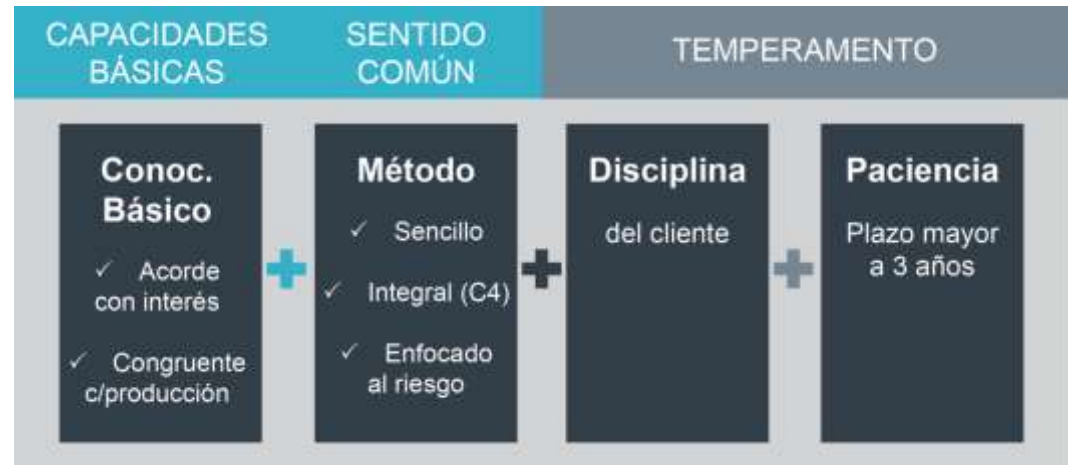 CAPACIDADES
BÁSICAS
SENTIDO
COMÚN
TEMPERAMENTO
Conoc.
Básico
✓ Acorde
con interés
✓ Congruente
c/producción
Método
✓ Sencillo
✓ Integral (C4)
✓ Enfocado
al riesgo
Disciplina
del cliente
Paciencia
Plazo mayor
a 3 años